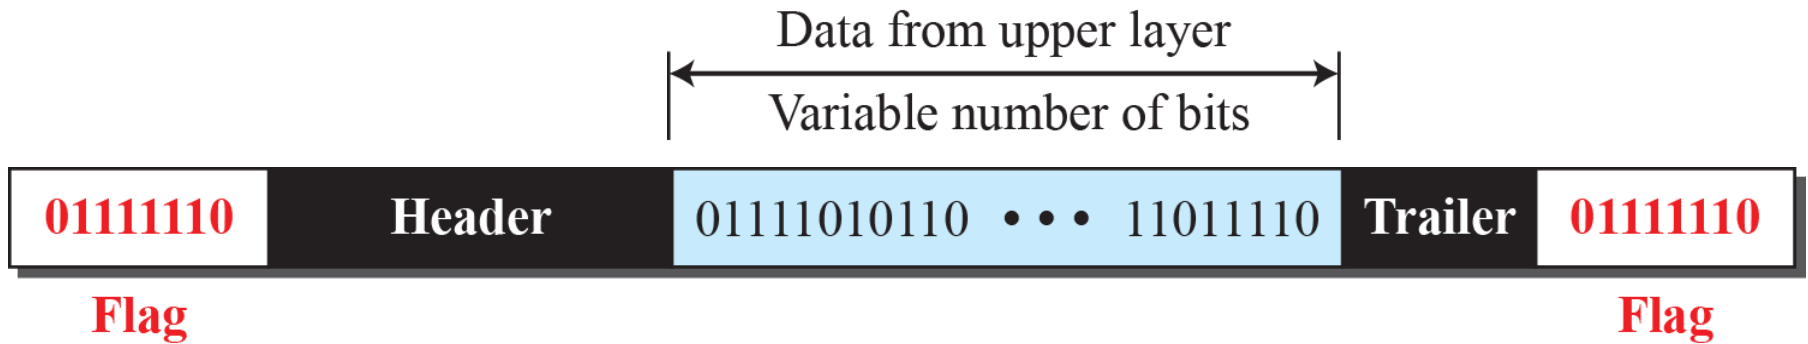 Data from upper layer
Variable number of bits
01111110 Header 01111010110 • • • 11011110 Trailer 01111110
Flag Flag